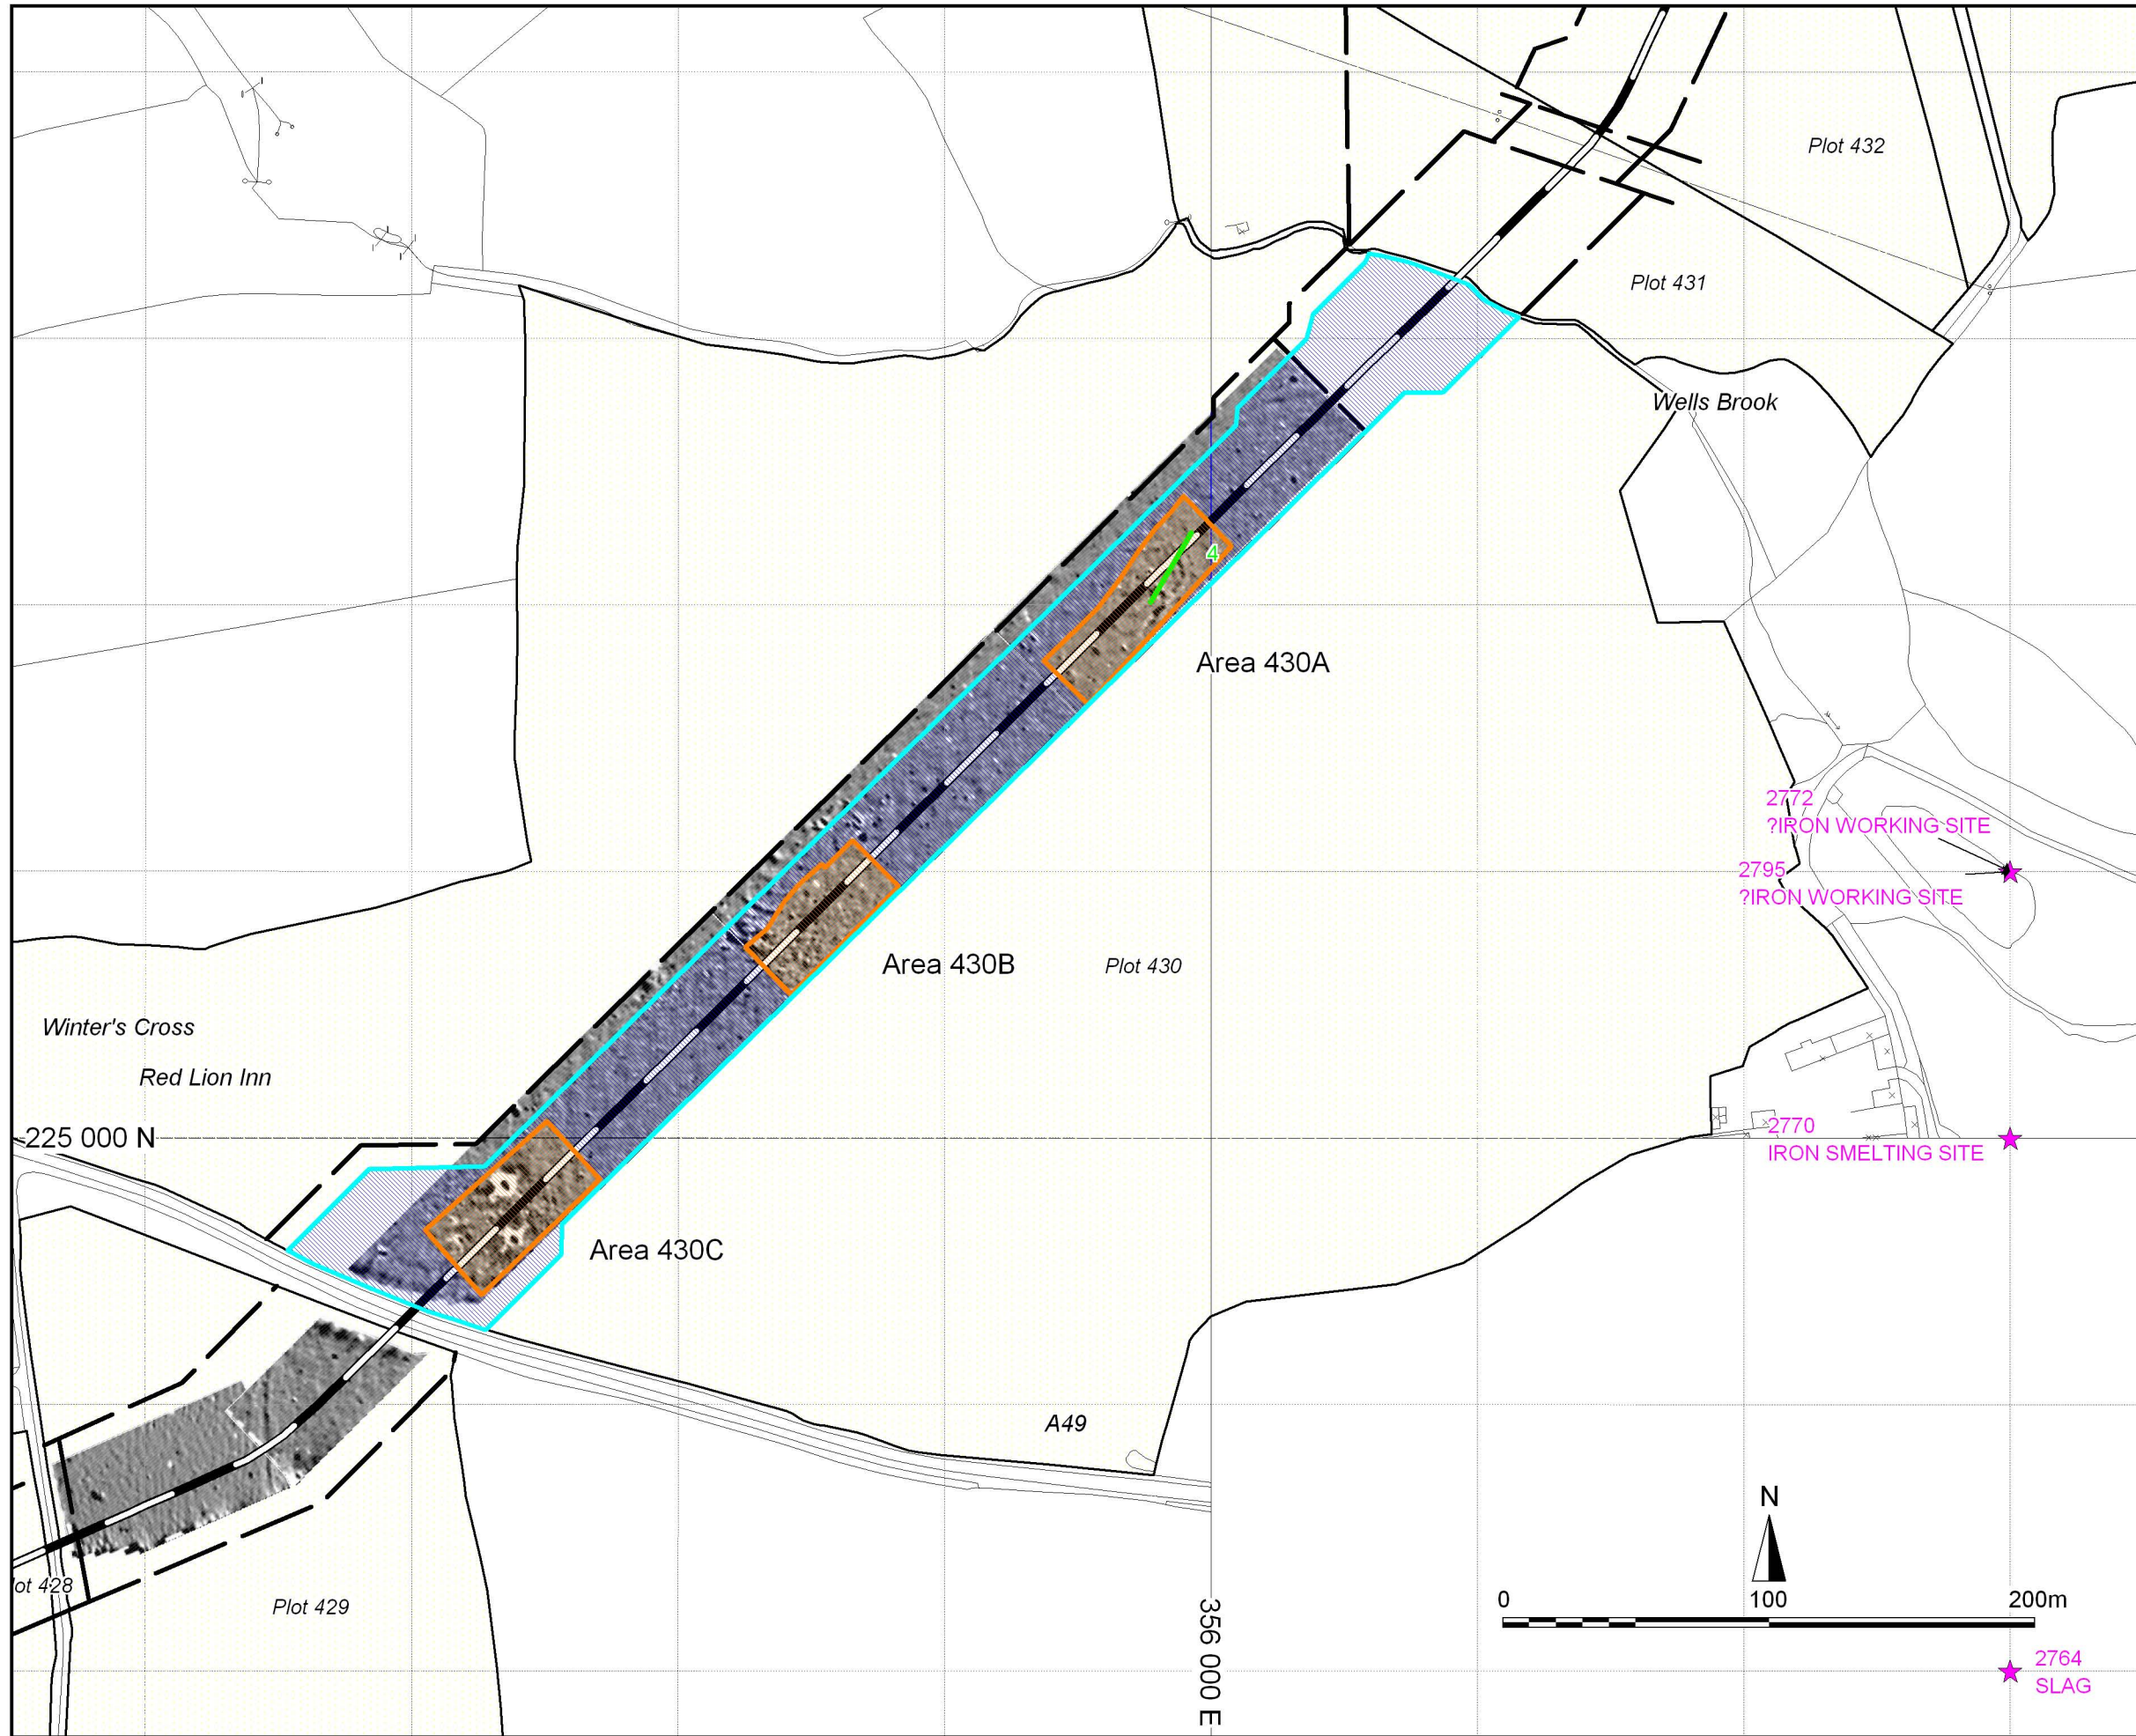 Plot 432
Plot 431
Wells Brook
4
Area 430A
2772
?IRON WORKING SITE
2795
?IRON WORKING SITE
Area 430B
Plot 430
Winter's Cross
Red Lion Inn
225 000 N
2770
IRON SMELTING SITE
Area 430C
A49
N
0 100 200m
lot 428
Plot 429
356 000 E
2764
SLAG